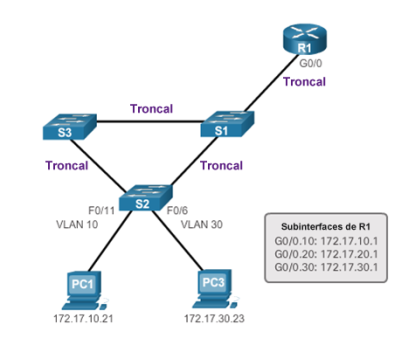 R1
G0/0
Troncal
Troncal
S3
S1
Troncal
Troncal
F0/11
S2
F0/6
VLAN 10
VLAN 30
Subinterfaces de R1
G0/0.10: 172.17.10.1
G0/0.20: 172.17.20.1
G0/0.30: 172.17.30.1
PC1
PC3
172.17.10.21
172.17.30.23